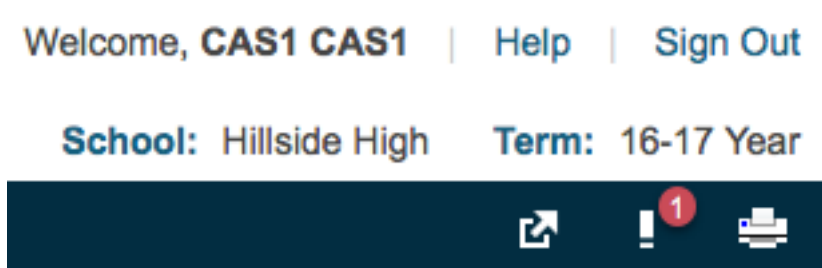 Welcome, CAS1 CAS1 | Help | Sign Out
School: Hillside High Term: 16-17 Year
1